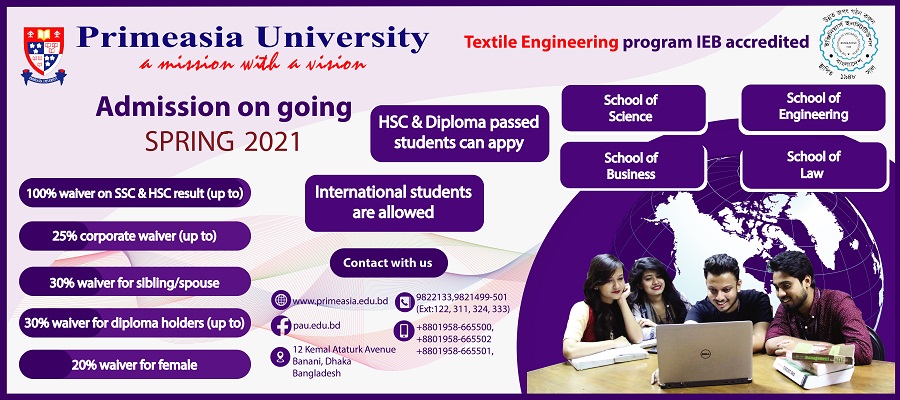 Primeasia University
a mission with a vision
Textile Engineering program IEB accredited
Admission on going
SPRING 2021
HSC & Diploma passed
students can appy
International students
are allowed
School of
Science
School of
Engineering
School of
Business
School of
Law
100% waiver on SSC & HSC result (up to)
25% corporate waiver (up to)
30% waiver for sibling/spouse
30% waiver for diploma holders (up to)
20% waiver for female
Contact with us
www.primeasia.edu.bd
pau.edu.bd
12 Kemal Ataturk Avenue
Banani, Dhaka
Bangladesh
9822133,9821499-501
(Ext:122, 311, 324, 333)
+8801958-665500,
+8801958-665502
+8801958-665501,
DELL